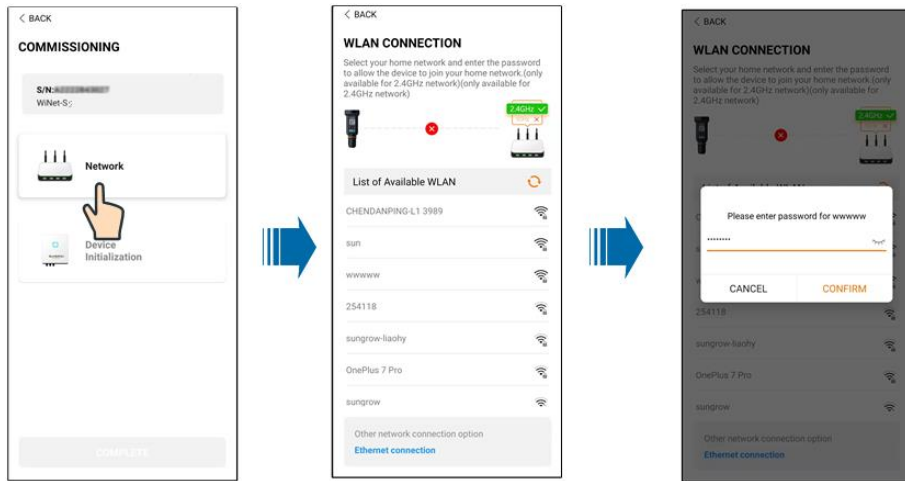 < BACK
COMMISSIONING
S/N:
WiNet-S
Network
Device
Initialization
COMPLETE
< BACK
WLAN CONNECTION
Select your home network and enter the password
to allow the device to join your home network.(only
available for 2.4GHz network)(only available for
2.4GHz network)
2.4GHz
List of Available WLAN
CHENDANPING-L1 3989
sun
wwwww
254118
sungrow-liaohy
OnePlus 7 Pro
sungrow
Other network connection option
Ethernet connection
< BACK
WLAN CONNECTION
Select your home network and enter the password
to allow the device to join your home network.(only
available for 2.4GHz network)(only available for
2.4GHz network)
2.4GHz
List of Available WLAN
Please enter password for wwwww
CANCEL
CONFIRM
254118
sungrow-liaohy
OnePlus 7 Pro
sungrow
Other network connection option
Ethernet connection